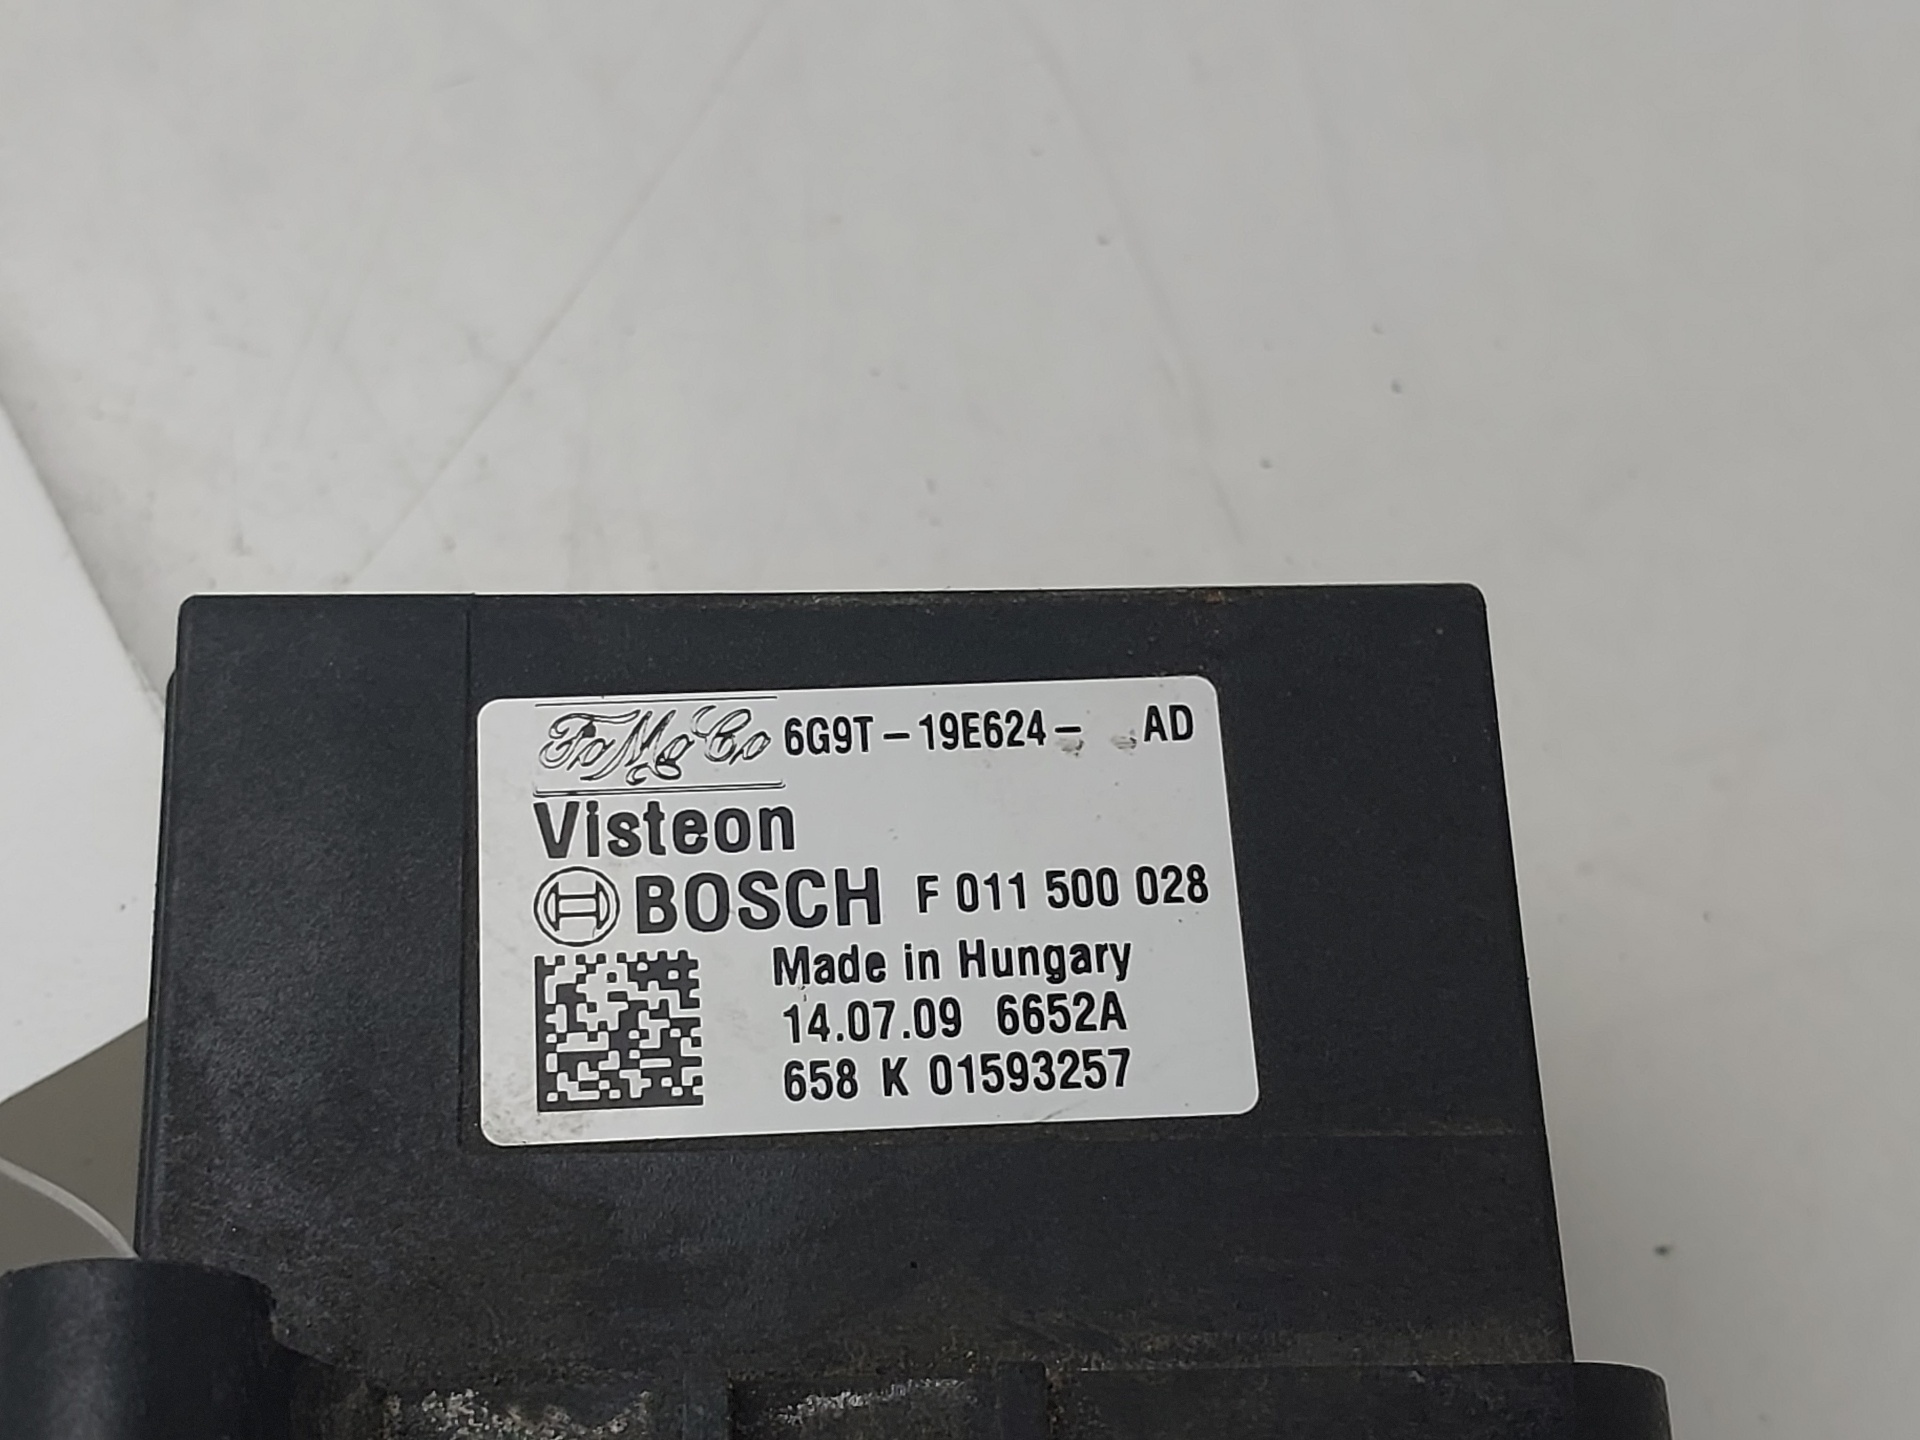 FoMoCo 6G9T-19E624- AD
Visteon
BOSCH F 011 500 028
Made in Hungary
14.07.09 6652A
658 K 01593257